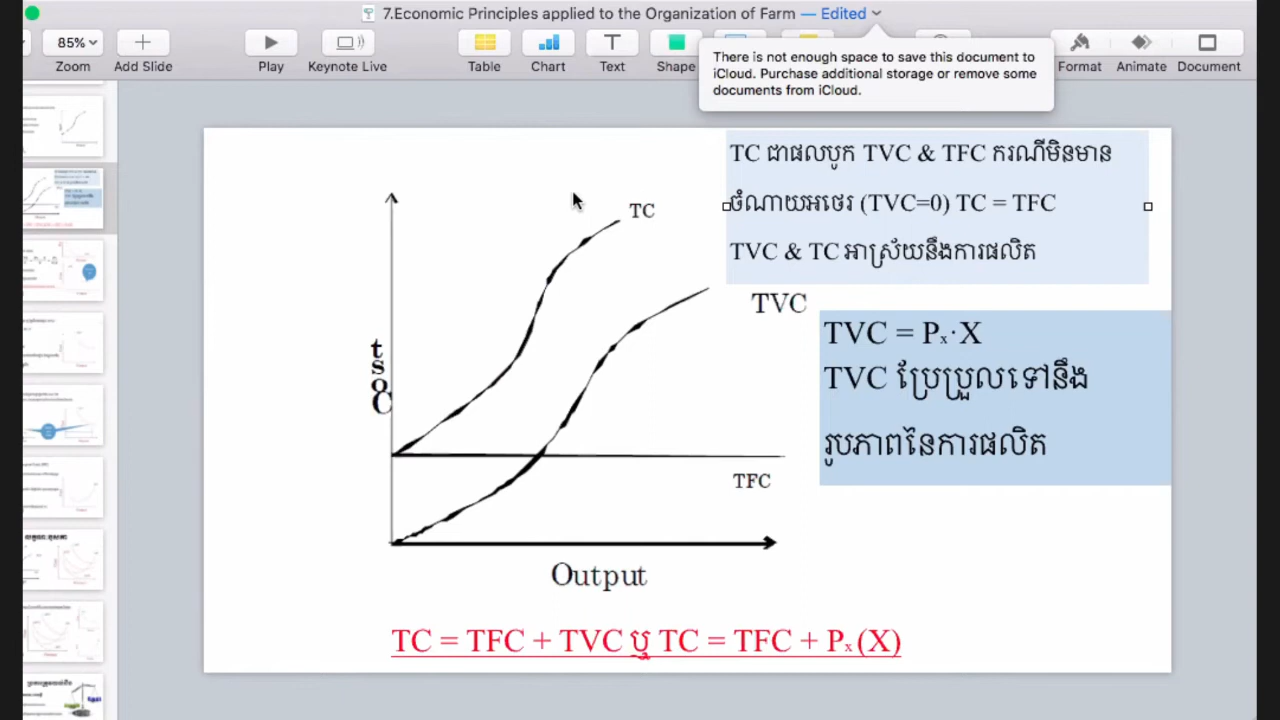 7.Economic Principles applied to the Organization of Farm — Edited
85%
Zoom
Add Slide
Play
Keynote Live
Table
Chart
Text
Shape
Format
Animate
Document
There is not enough space to save this document to
iCloud. Purchase additional storage or remove some
documents from iCloud.
TC ជាផលបូក TVC & TFC ករណីមិនមាន
ចំណាយអថេរ (TVC=0) TC = TFC
TVC & TC អាស្រ័យនឹងការផលិត
TC
TVC
TVC = Px·X
TVC ប្រែប្រួលទៅនឹង
រូបភាពនៃការផលិត
Cost
TFC
Output
TC = TFC + TVC ឬ TC = TFC + Px (X)